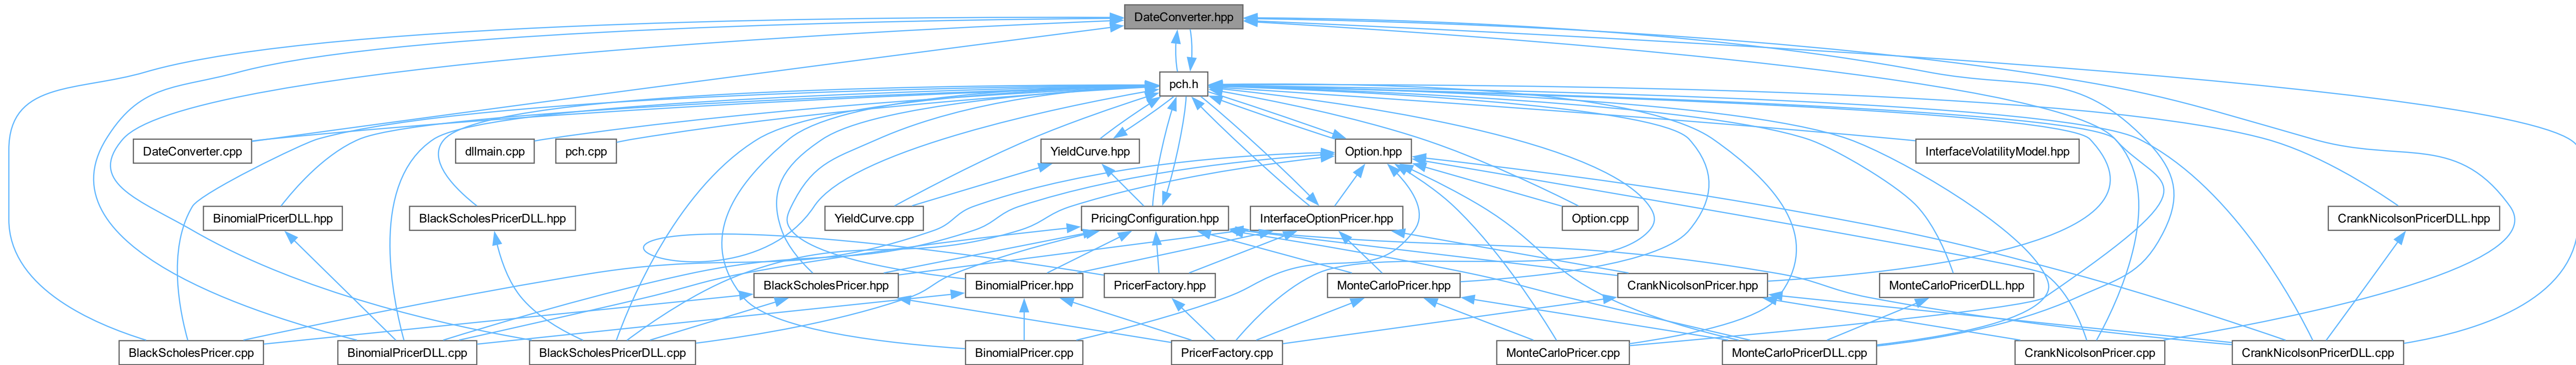 DateConverter.hpp
pch.h
DateConverter.cpp
dllmain.cpp
pch.cpp
YieldCurve.hpp
Option.hpp
InterfaceVolatilityModel.hpp
BinomialPricerDLL.hpp
BlackScholesPricerDLL.hpp
YieldCurve.cpp
PricingConfiguration.hpp
InterfaceOptionPricer.hpp
Option.cpp
CrankNicolsonPricerDLL.hpp
BlackScholesPricer.hpp
BinomialPricer.hpp
PricerFactory.hpp
MonteCarloPricer.hpp
CrankNicolsonPricer.hpp
MonteCarloPricerDLL.hpp
BlackScholesPricer.cpp
BinomialPricerDLL.cpp
BlackScholesPricerDLL.cpp
BinomialPricer.cpp
PricerFactory.cpp
MonteCarloPricer.cpp
MonteCarloPricerDLL.cpp
CrankNicolsonPricer.cpp
CrankNicolsonPricerDLL.cpp